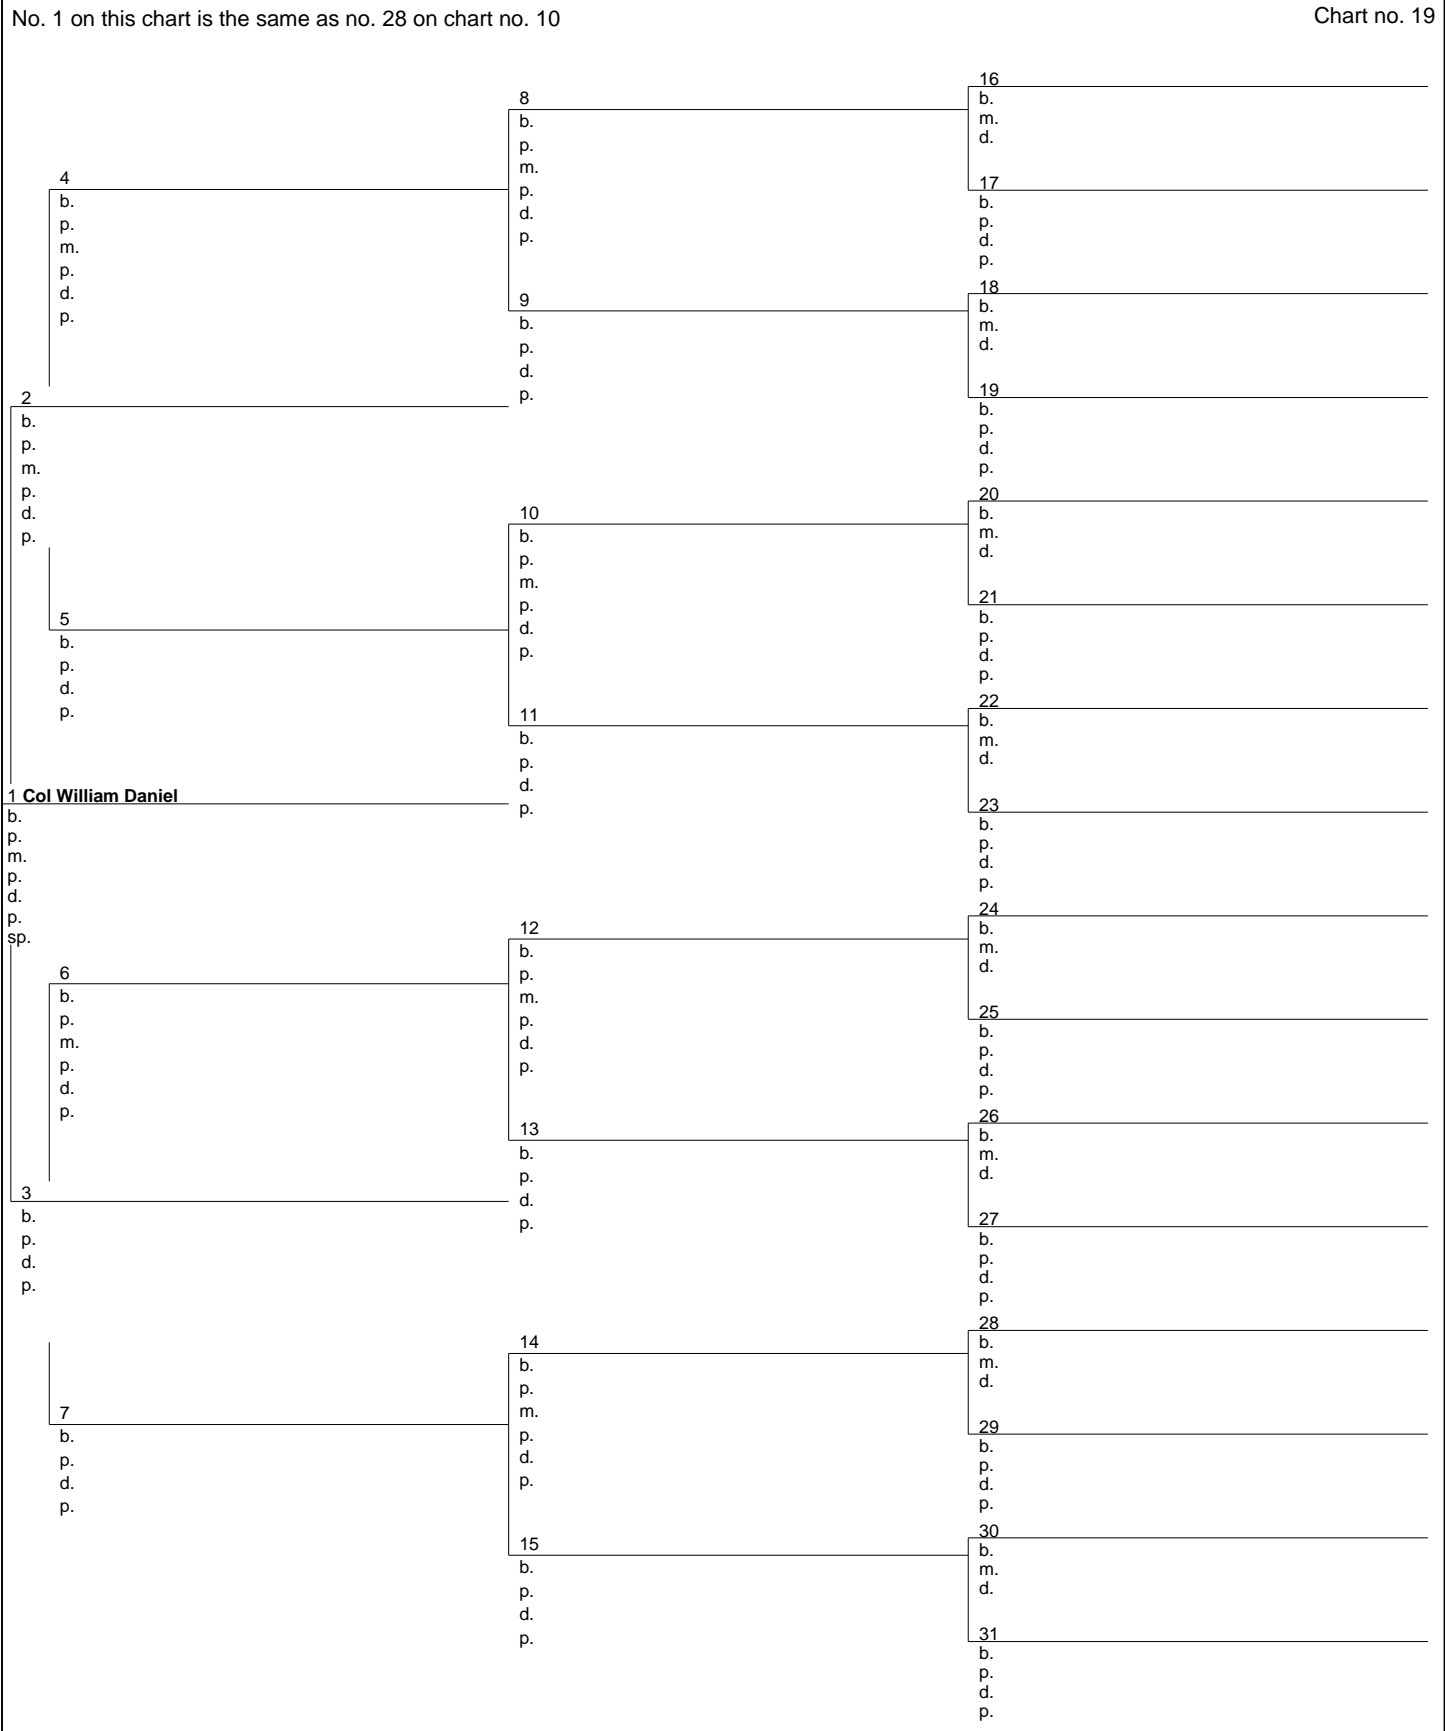 No. 1 on this chart is the same as no. 28 on chart no. 10
Chart no. 19
1 Col William Daniel
b.
p.
m.
p.
d.
p.
sp.
2
b.
p.
m.
p.
d.
p.
3
b.
p.
d.
p.
4
b.
p.
m.
p.
d.
p.
5
b.
p.
d.
p.
6
b.
p.
m.
p.
d.
p.
7
b.
p.
d.
p.
8
b.
p.
m.
p.
d.
p.
9
b.
p.
d.
p.
10
b.
p.
m.
p.
d.
p.
11
b.
p.
d.
p.
12
b.
p.
m.
p.
d.
p.
13
b.
p.
d.
p.
14
b.
p.
m.
p.
d.
p.
15
b.
p.
d.
p.
16
b.
m.
d.
17
b.
p.
d.
p.
18
b.
m.
d.
19
b.
p.
d.
p.
20
b.
m.
d.
21
b.
p.
d.
p.
22
b.
m.
d.
23
b.
p.
d.
p.
24
b.
m.
d.
25
b.
p.
d.
p.
26
b.
m.
d.
27
b.
p.
d.
p.
28
b.
m.
d.
29
b.
p.
d.
p.
30
b.
m.
d.
31
b.
p.
d.
p.